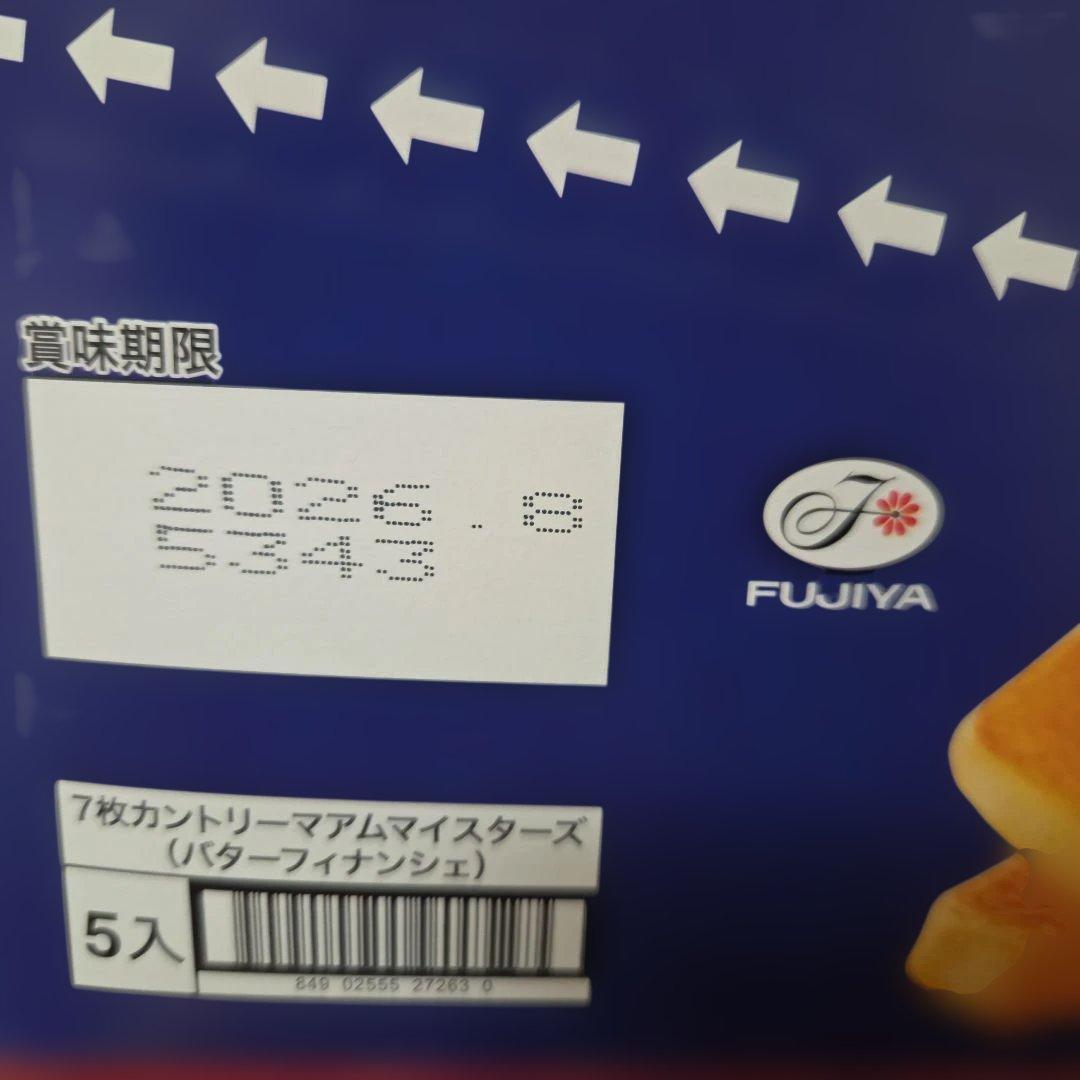 賞味期限
2026.8
5343
FUJIYA
7枚カントリーマアムマイスターズ
(バターフィナンシェ)
5入
849 02555 27263 0